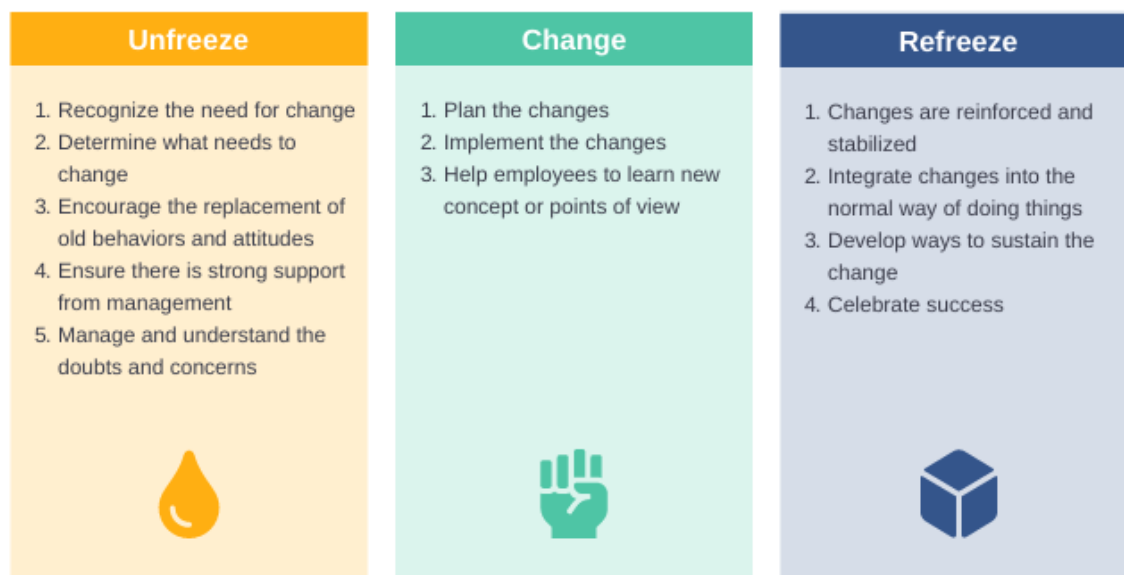 Unfreeze
1. Recognize the need for change
2. Determine what needs to
change
3. Encourage the replacement of
old behaviors and attitudes
4. Ensure there is strong support
from management
5. Manage and understand the
doubts and concerns
Change
1. Plan the changes
2. Implement the changes
3. Help employees to learn new
concept or points of view
Refreeze
1. Changes are reinforced and
stabilized
2. Integrate changes into the
normal way of doing things
3. Develop ways to sustain the
change
4. Celebrate success